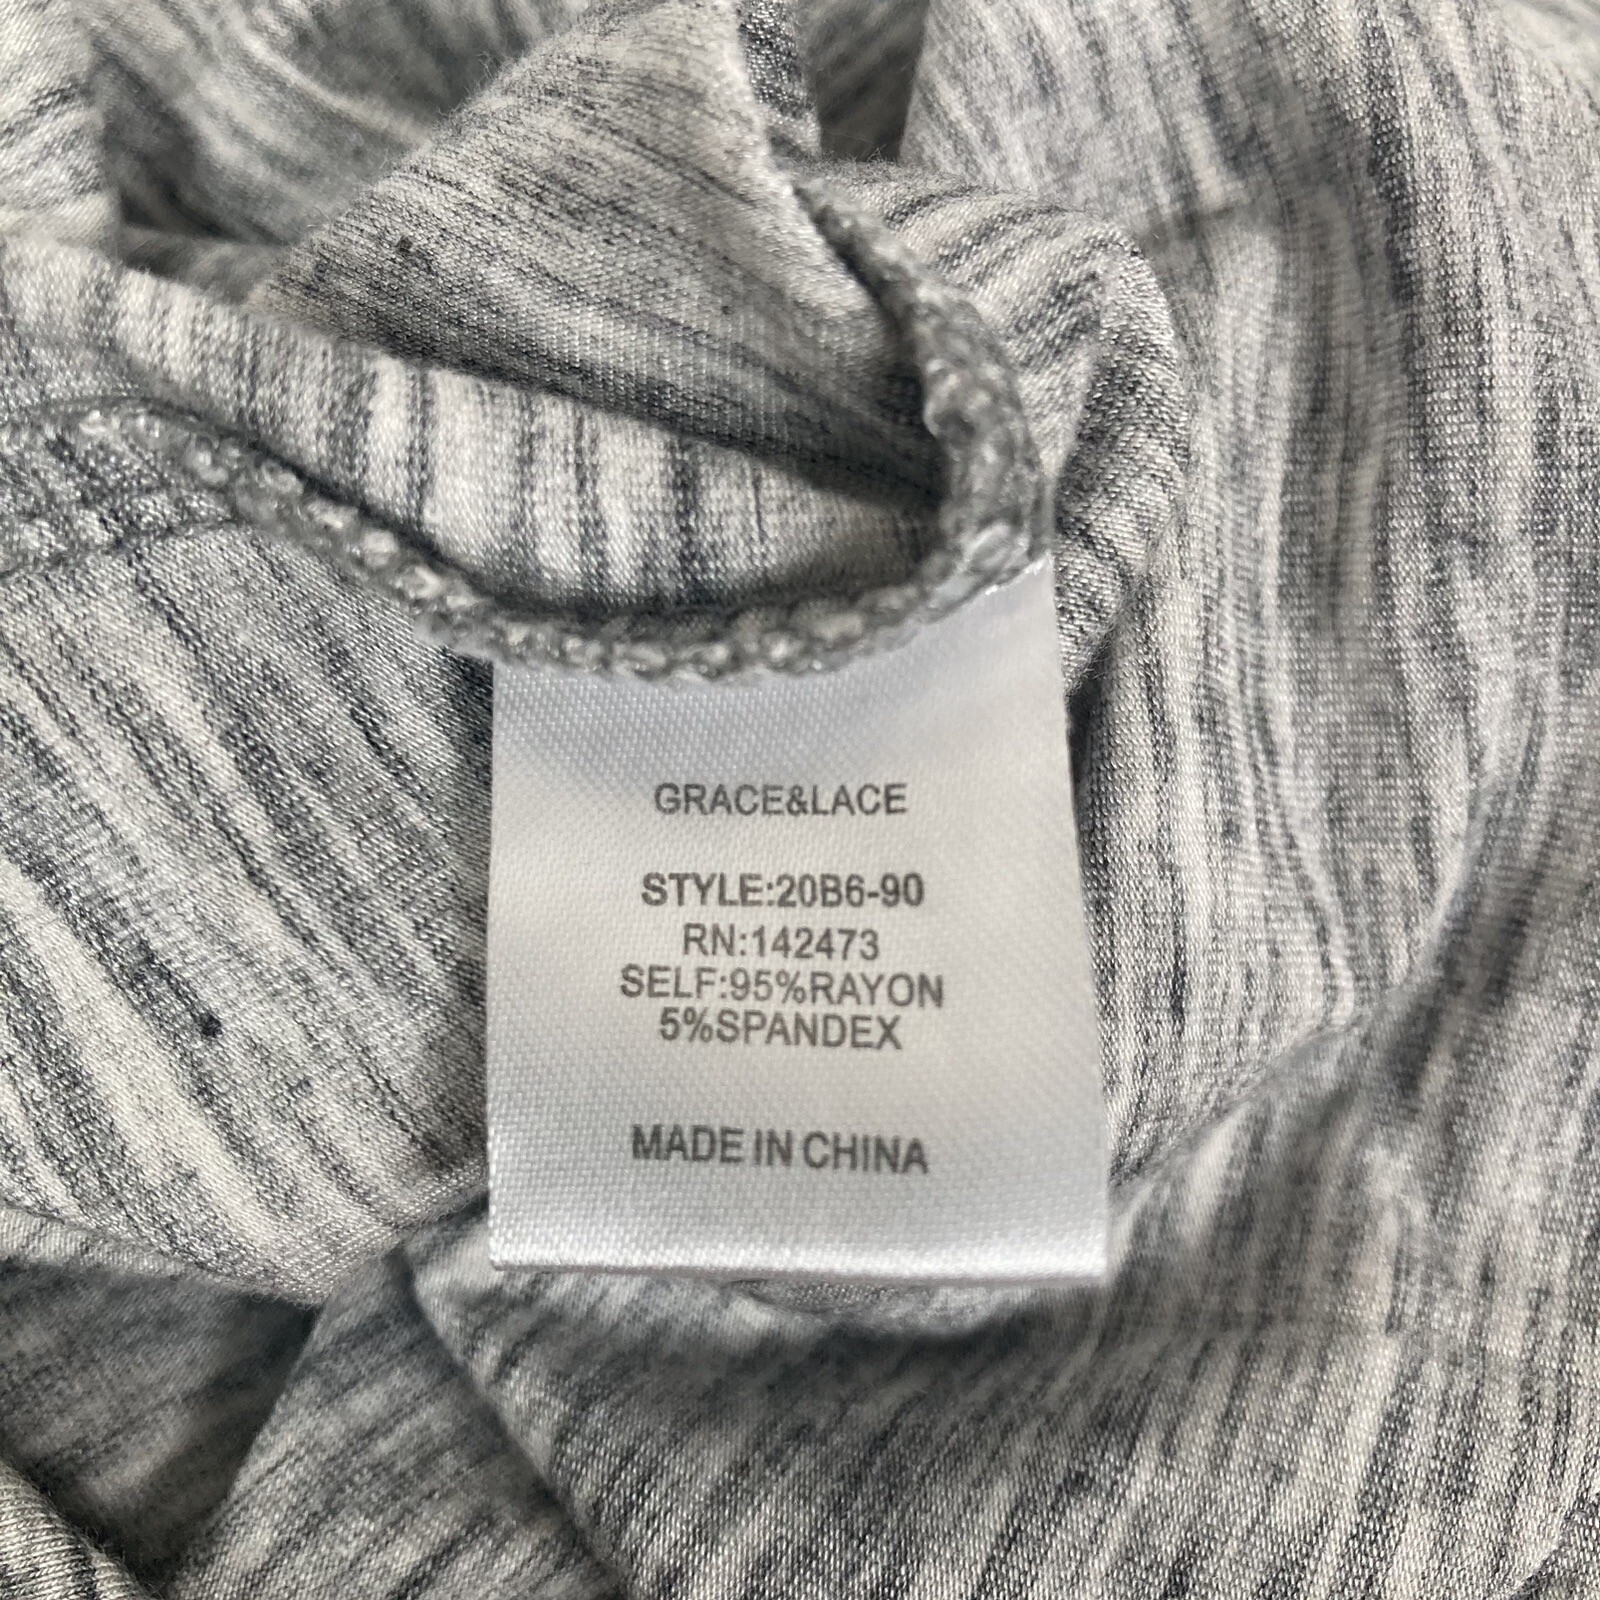 GRACE&LACE
STYLE:20B6-90
RN:142473
SELF:95%RAYON
5%SPANDEX
MADE IN CHINA